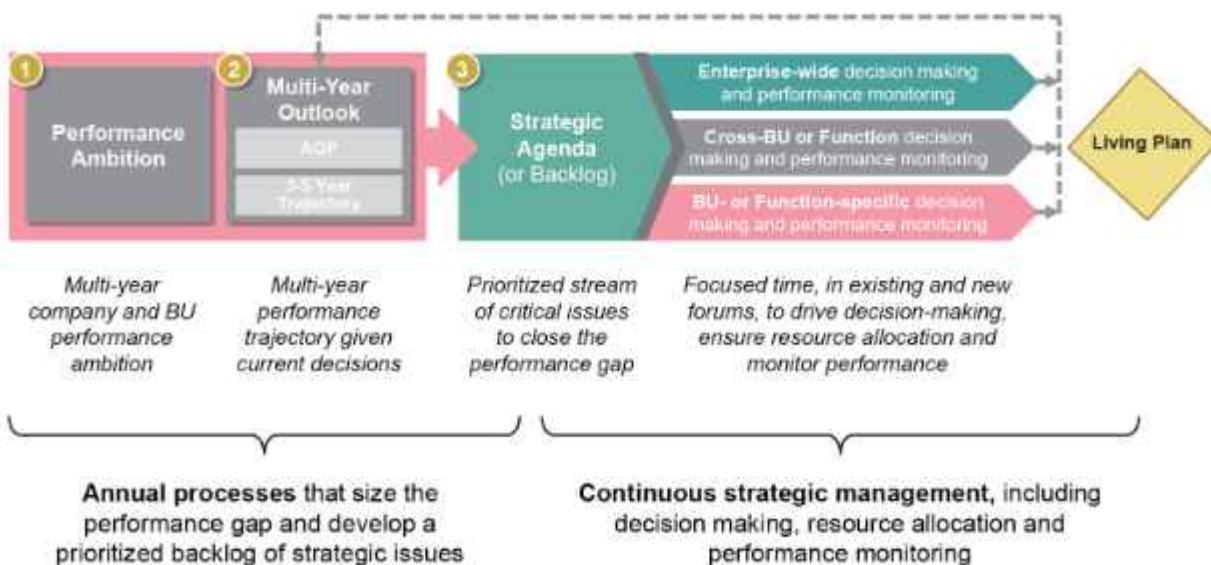 1
Performance
Ambition
2
Multi-Year
Outlook
AOP
3-5 Year
Trajectory
3
Strategic
Agenda
(or Backlog)
Enterprise-wide decision making
and performance monitoring
Cross-BU or Function decision
making and performance monitoring
BU- or Function-specific decision
making and performance monitoring
Living Plan
Multi-year
company and BU
performance
ambition
Multi-year
performance
trajectory given
current decisions
Prioritized stream
of critical issues
to close the
performance gap
Focused time, in existing and new
forums, to drive decision-making,
ensure resource allocation and
monitor performance
Annual processes that size the
performance gap and develop a
prioritized backlog of strategic issues
Continuous strategic management, including
decision making, resource allocation and
performance monitoring